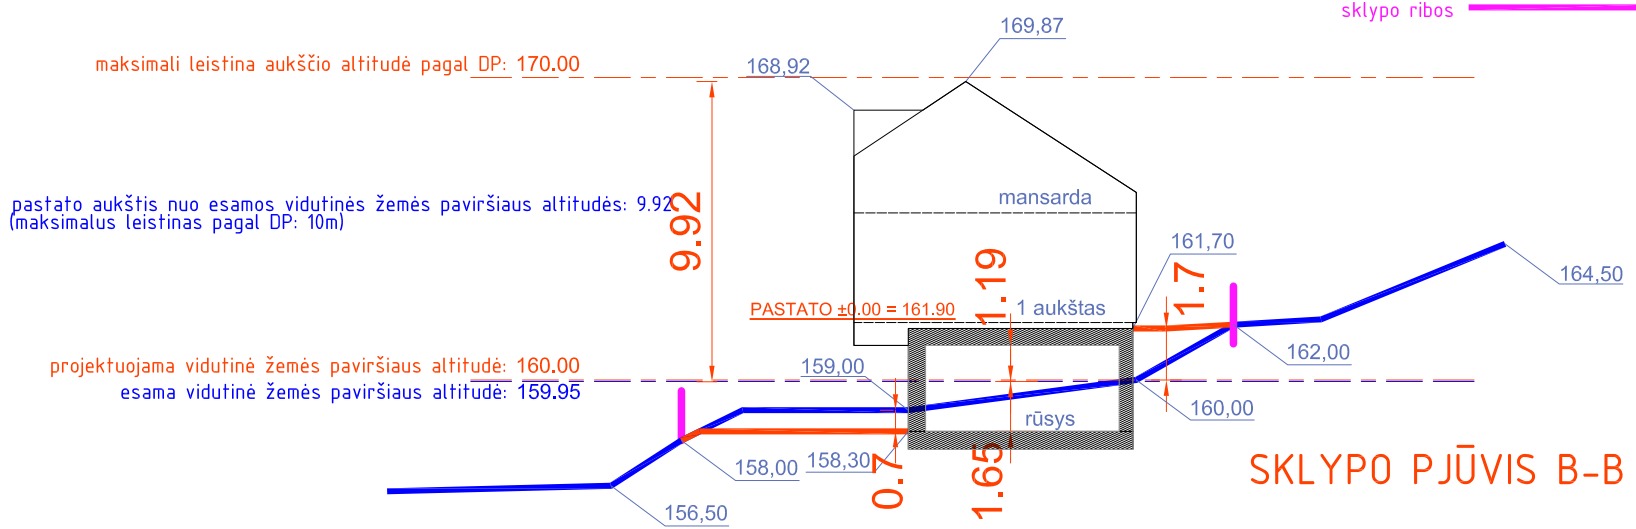 sklypo ribos
169,87
maksimali leistina aukščio altitudė pagal DP: 170.00
168,92
mansarda
pastato aukštis nuo esamos vidutinės žemės paviršiaus altitudės: 9.92
(maksimalus leistinas pagal DP: 10m)
9.92
161,70
1.19
1.7
164,50
PASTATO ±0.00 = 161.90
1 aukštas
162,00
projektuojama vidutinė žemės paviršiaus altitudė: 160.00
159,00
esama vidutinė žemės paviršiaus altitudė: 159.95
160,00
rūsys
158,00
158,30
0.7
1.65
SKLYPO PJŪVIS B-B
156,50